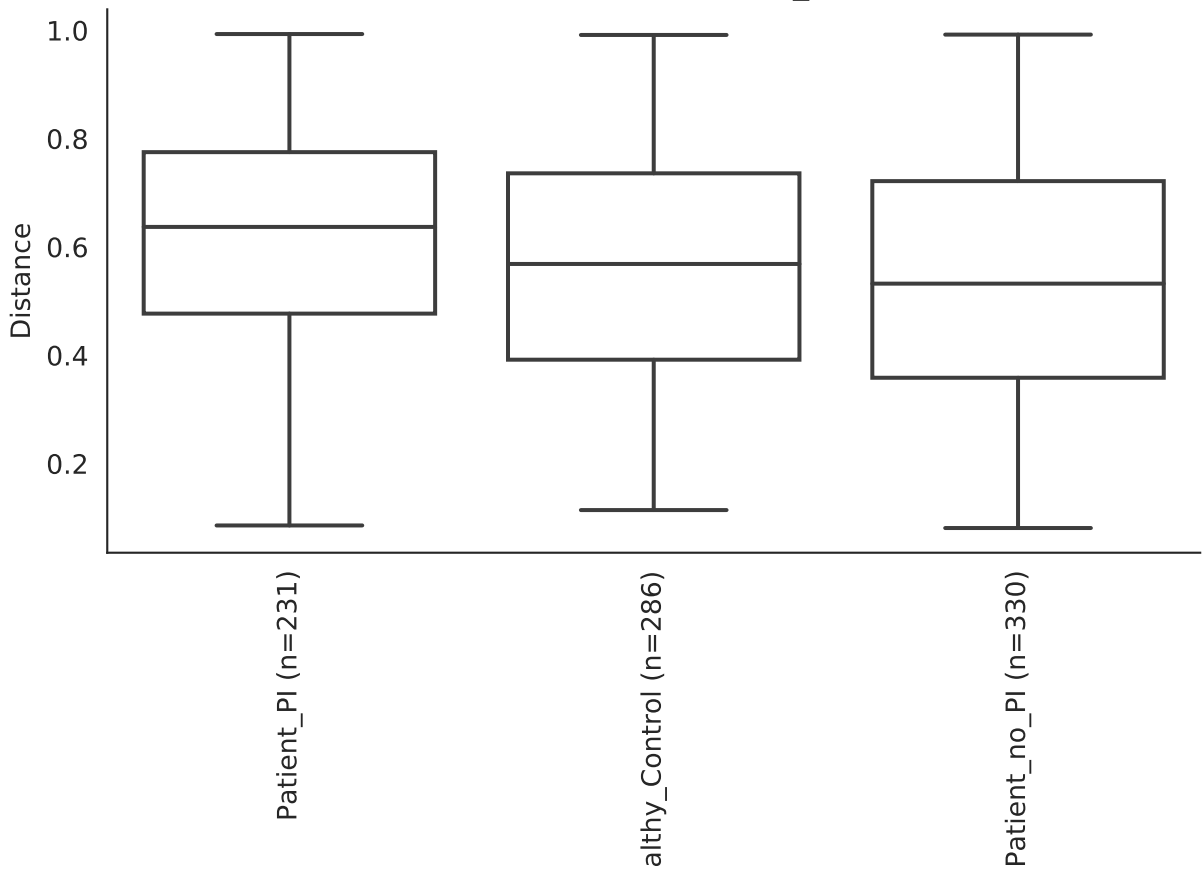 1.0
0.8
0.6
0.4
0.2
Distance
Patient_PI (n=231)
althy_Control (n=286)
Patient_no_PI (n=330)